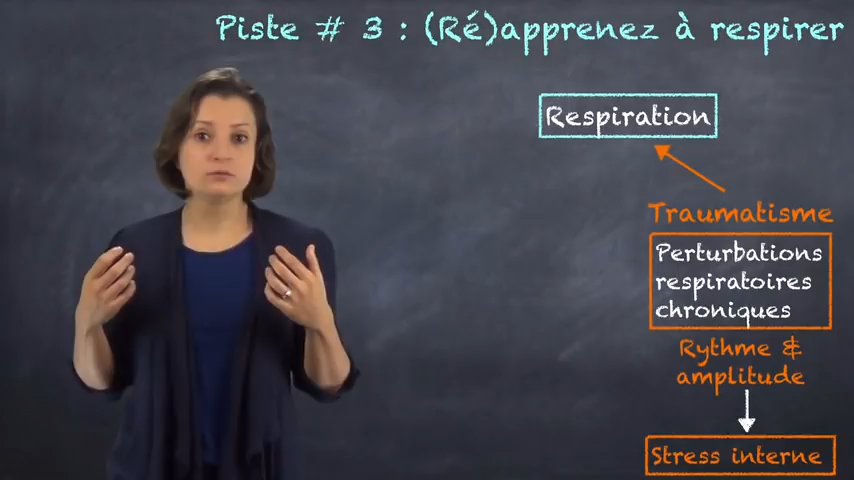 Piste # 3 : (Ré)apprenez à respirer
Respiration
Traumatisme
Perturbations
respiratoires
chroniques
Rythme &
amplitude
Stress interne